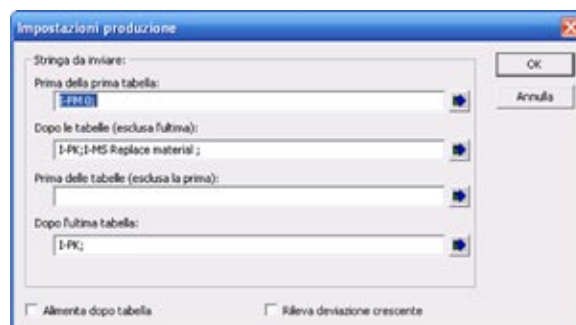 Impostazioni produzione
Stringa da inviare:
OK
Prima della prima tabella:
I-FM 0;
Annulla
Dopo le tabelle (esclusa l'ultima):
I-PK;I-MS Replace material ;
Prima delle tabelle (esclusa la prima):
Dopo l'ultima tabella:
I-PK;
Alimenta dopo tabella
Rileva deviazione crescente